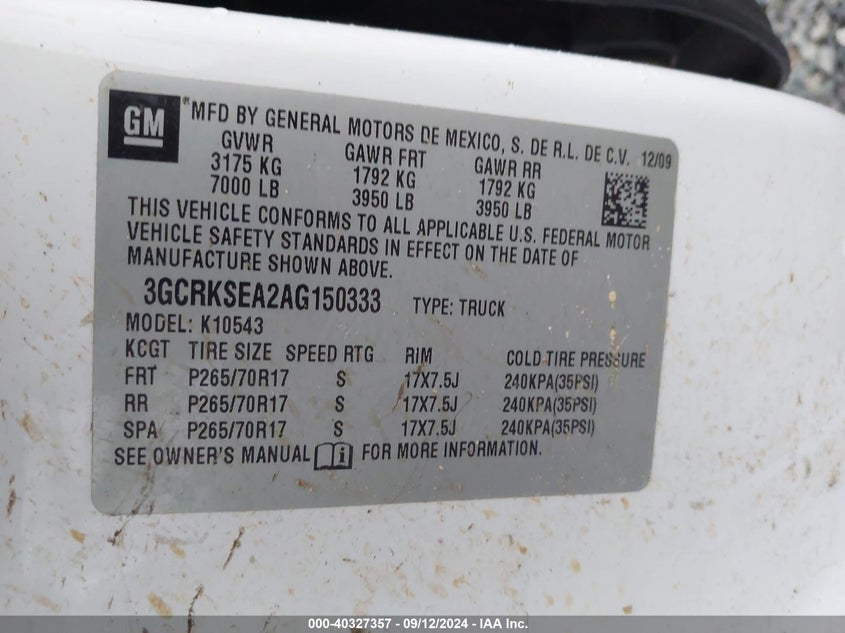 GM
*MFD BY GENERAL MOTORS DE MEXICO, S. DE R.L. DE C.V. 12/09
GVWR GAWR FRT GAWR RR
3175 KG 1792 KG 1792 KG
7000 LB 3950 LB 3950 LB
THIS VEHICLE CONFORMS TO ALL APPLICABLE U.S. FEDERAL MOTOR
VEHICLE SAFETY STANDARDS IN EFFECT ON THE DATE OF
MANUFACTURE SHOWN ABOVE.
3GCRKSEA2AG150333 TYPE: TRUCK
MODEL: K10543
KCGT TIRE SIZE SPEED RTG RIM COLD TIRE PRESSURE
FRT P265/70R17 S 17X7.5J 240KPA(35PSI)
RR P265/70R17 S 17X7.5J 240KPA(35PSI)
SPA P265/70R17 S 17X7.5J 240KPA(35PSI)
SEE OWNER'S MANUAL FOR MORE INFORMATION.
000-40327357 - 09/12/2024 - IAA Inc.